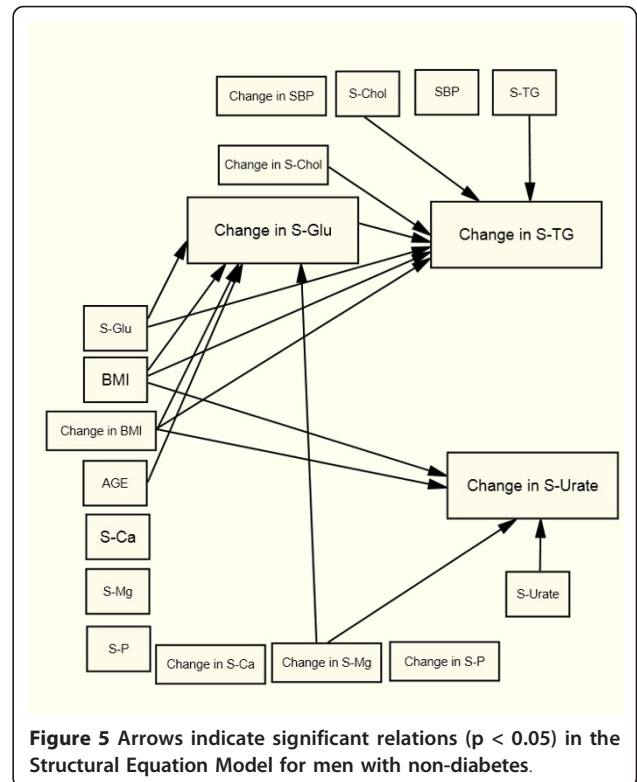 Change in SBP
S-Chol
SBP
S-TG
Change in S-Chol
Change in S-Glu
Change in S-TG
S-Glu
BMI
Change in BMI
AGE
S-Ca
S-Mg
S-P
Change in S-Urate
S-Urate
Change in S-Ca
Change in S-Mg
Change in S-P
Figure 5 Arrows indicate significant relations (p < 0.05) in the
Structural Equation Model for men with non-diabetes.